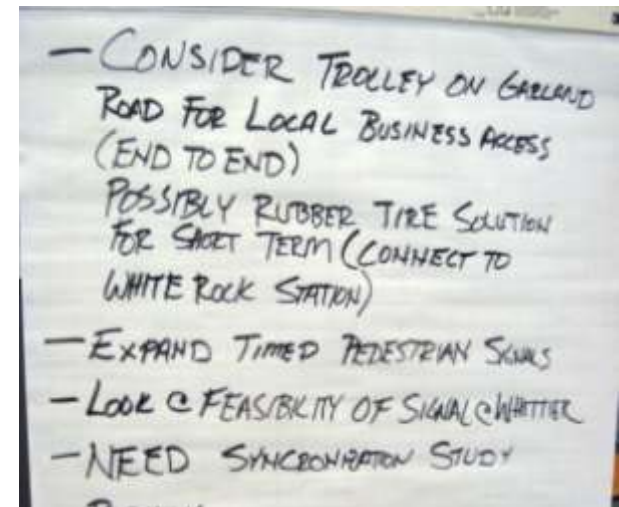 — CONSIDER TROLLEY ON GARLAND
ROAD FOR LOCAL BUSINESS ACCESS
(END TO END)
POSSIBLY RUBBER TIRE SOLUTION
FOR SHORT TERM (CONNECT TO
WHITE ROCK STATION)
— EXPAND TIMED PEDESTRIAN SIGNALS
— LOOK @ FEASIBILITY OF SIGNAL @ WHITTIER
— NEED SYNCRONIZATION STUDY